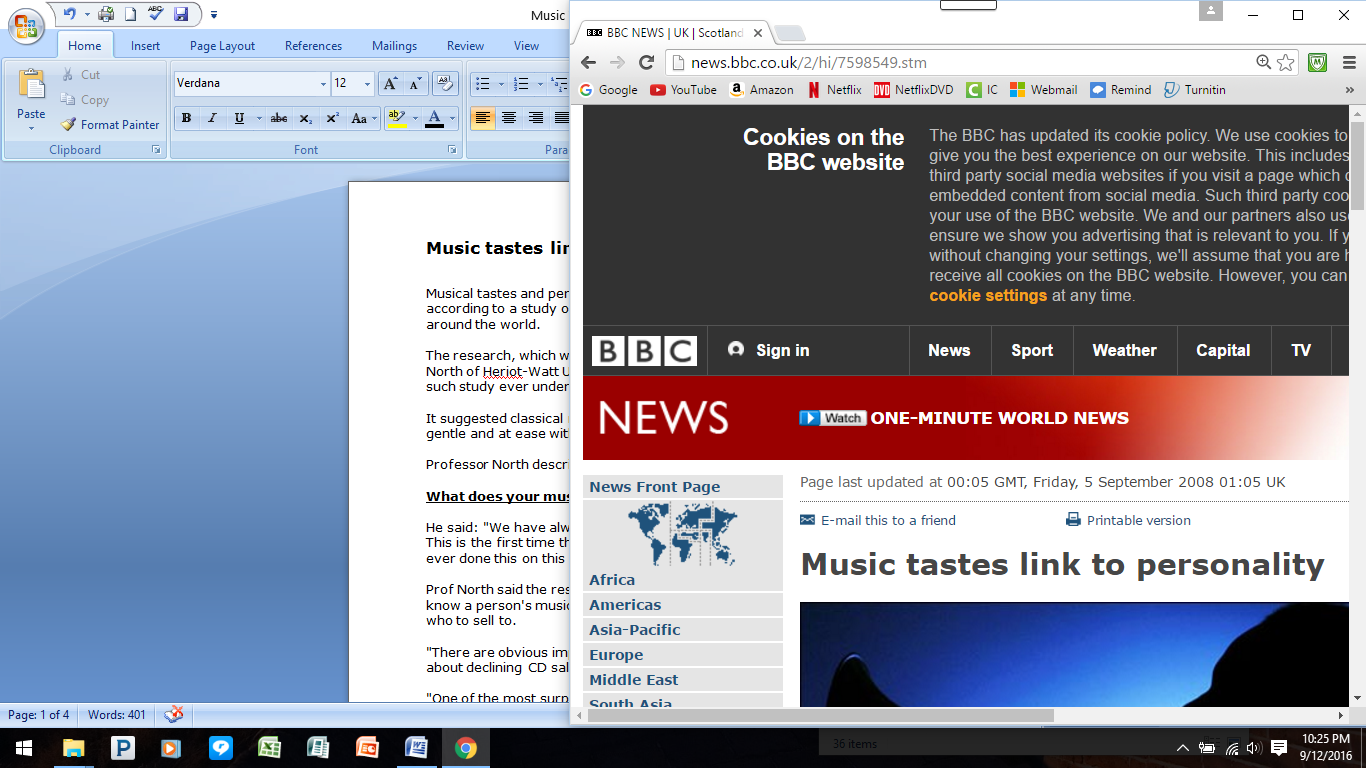 Music
Home Insert Page Layout References Mailings Review View
Paste
Cut
Copy
Format Painter
Clipboard
Verdana 12
B I U abc X₂ X² Aa
Font
Para
Music tastes lin
Musical tastes and per
according to a study o
around the world.
The research, which w
North of Heriot-Watt U
such study ever under
It suggested classical
gentle and at ease wit
Professor North descri
What does your mus
He said: "We have alw
This is the first time th
ever done this on this
Prof North said the res
know a person's music
who to sell to.
"There are obvious imp
about declining CD sal
"One of the most surp
Page: 1 of 4 Words: 401
BBC NEWS | UK | Scotland
news.bbc.co.uk/2/hi/7598549.stm
Google YouTube Amazon Netflix NetflixDVD IC Webmail Remind Turnitin »
Cookies on the
BBC website
The BBC has updated its cookie policy. We use cookies to
give you the best experience on our website. This includes
third party social media websites if you visit a page which c
embedded content from social media. Such third party coo
your use of the BBC website. We and our partners also use
ensure we show you advertising that is relevant to you. If y
without changing your settings, we'll assume that you are h
receive all cookies on the BBC website. However, you can
cookie settings at any time.
BBC Sign in News Sport Weather Capital TV
NEWS
Watch ONE-MINUTE WORLD NEWS
News Front Page
Africa
Americas
Asia-Pacific
Europe
Middle East
South Asia
Page last updated at 00:05 GMT, Friday, 5 September 2008 01:05 UK
E-mail this to a friend Printable version
Music tastes link to personality
36 items
10:25 PM
9/12/2016